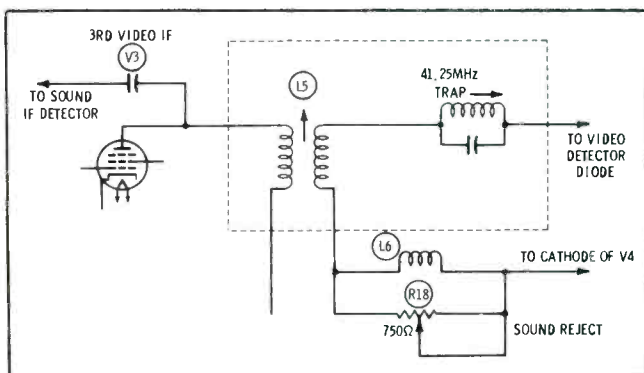 3RD VIDEO IF
V3
TO SOUND
IF DETECTOR
L5
41.25MHz
TRAP
TO VIDEO
DETECTOR
DIODE
L6
TO CATHODE OF V4
R18
750Ω
SOUND REJECT